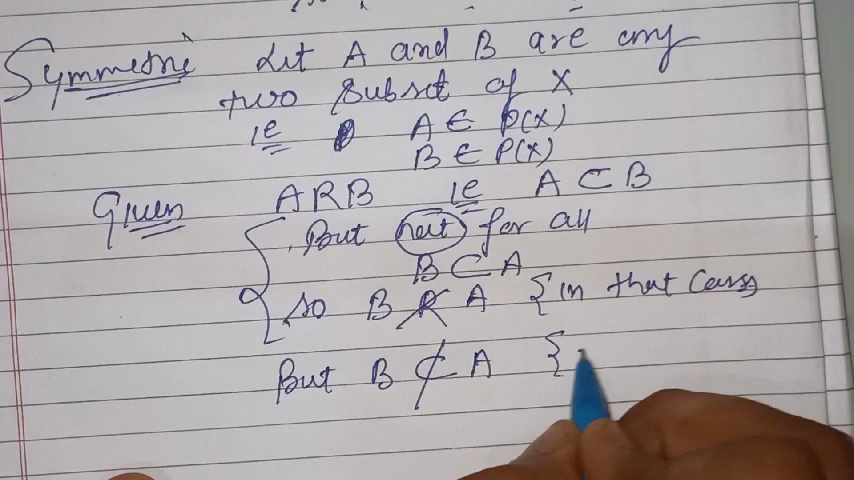 Symmetric Let A and B are any
two subset of X
ie A ∈ P(X)
B ∈ P(X)
Given ARB ie A ⊂ B
But not for all
B ⊂ A
so B R̸ A { in that case
But B ⊄ A {